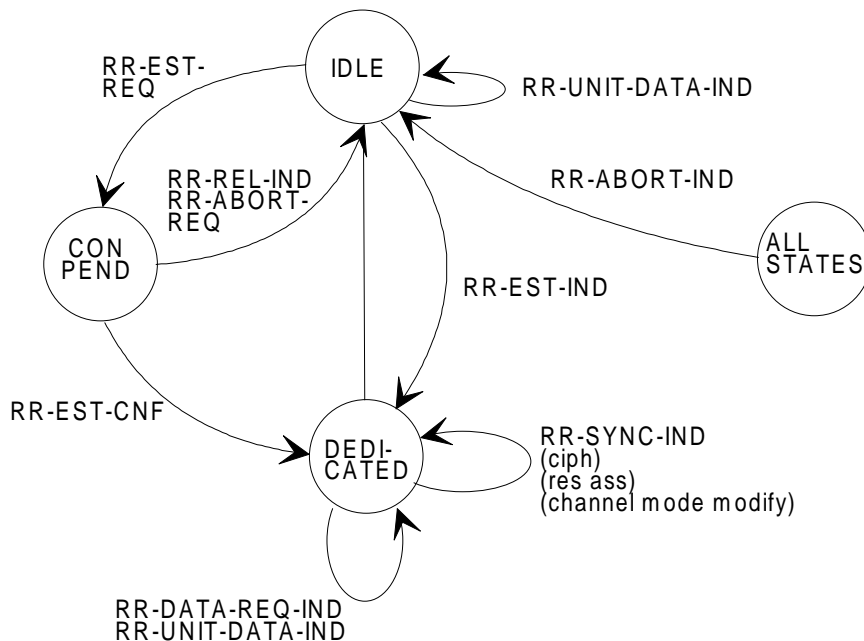 RR-EST-
REQ
IDLE
RR-UNIT-DATA-IND
RR-REL-IND
RR-ABORT-
REQ
RR-ABORT-IND
CON
PEND
ALL
STATES
RR-EST-IND
RR-EST-CNF
DEDI-
CATED
RR-SYNC-IND
(ciph)
(res ass)
(channel mode modify)
RR-DATA-REQ-IND
RR-UNIT-DATA-IND